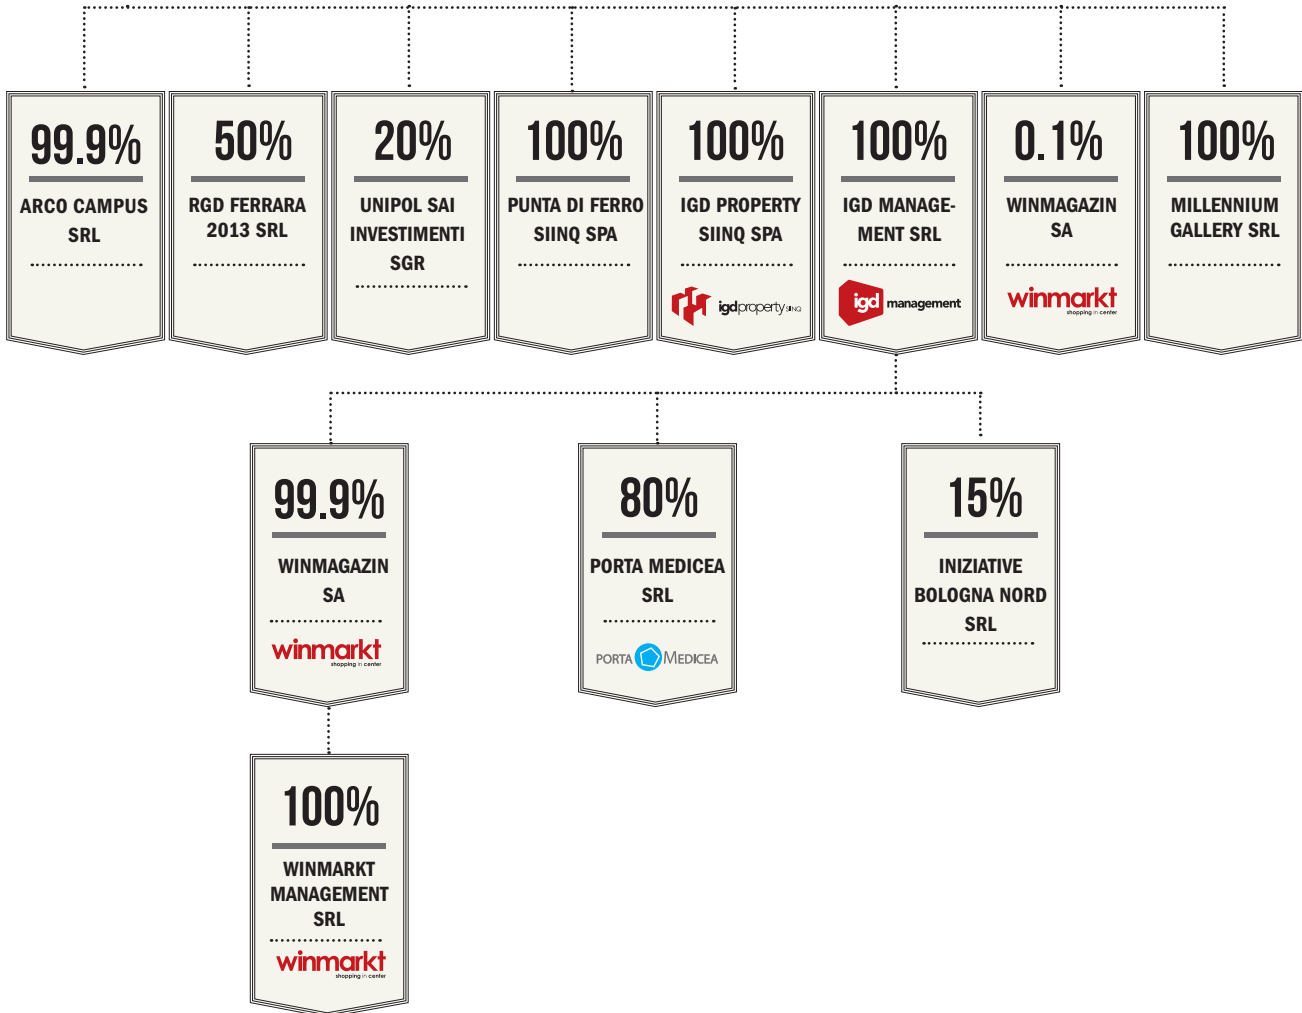 99.9%
ARCO CAMPUS
SRL
50%
RGD FERRARA
2013 SRL
20%
UNIPOL SAI
INVESTIMENTI
SGR
100%
PUNTA DI FERRO
SIINQ SPA
100%
IGD PROPERTY
SIINQ SPA
igdproperty SIINQ
100%
IGD MANAGE-
MENT SRL
igd management
0.1%
WINMAGAZIN
SA
winmarkt
shopping in center
100%
MILLENNIUM
GALLERY SRL
99.9%
WINMAGAZIN
SA
winmarkt
shopping in center
80%
PORTA MEDICEA
SRL
PORTA MEDICEA
15%
INIZIATIVE
BOLOGNA NORD
SRL
100%
WINMARKT
MANAGEMENT
SRL
winmarkt
shopping in center